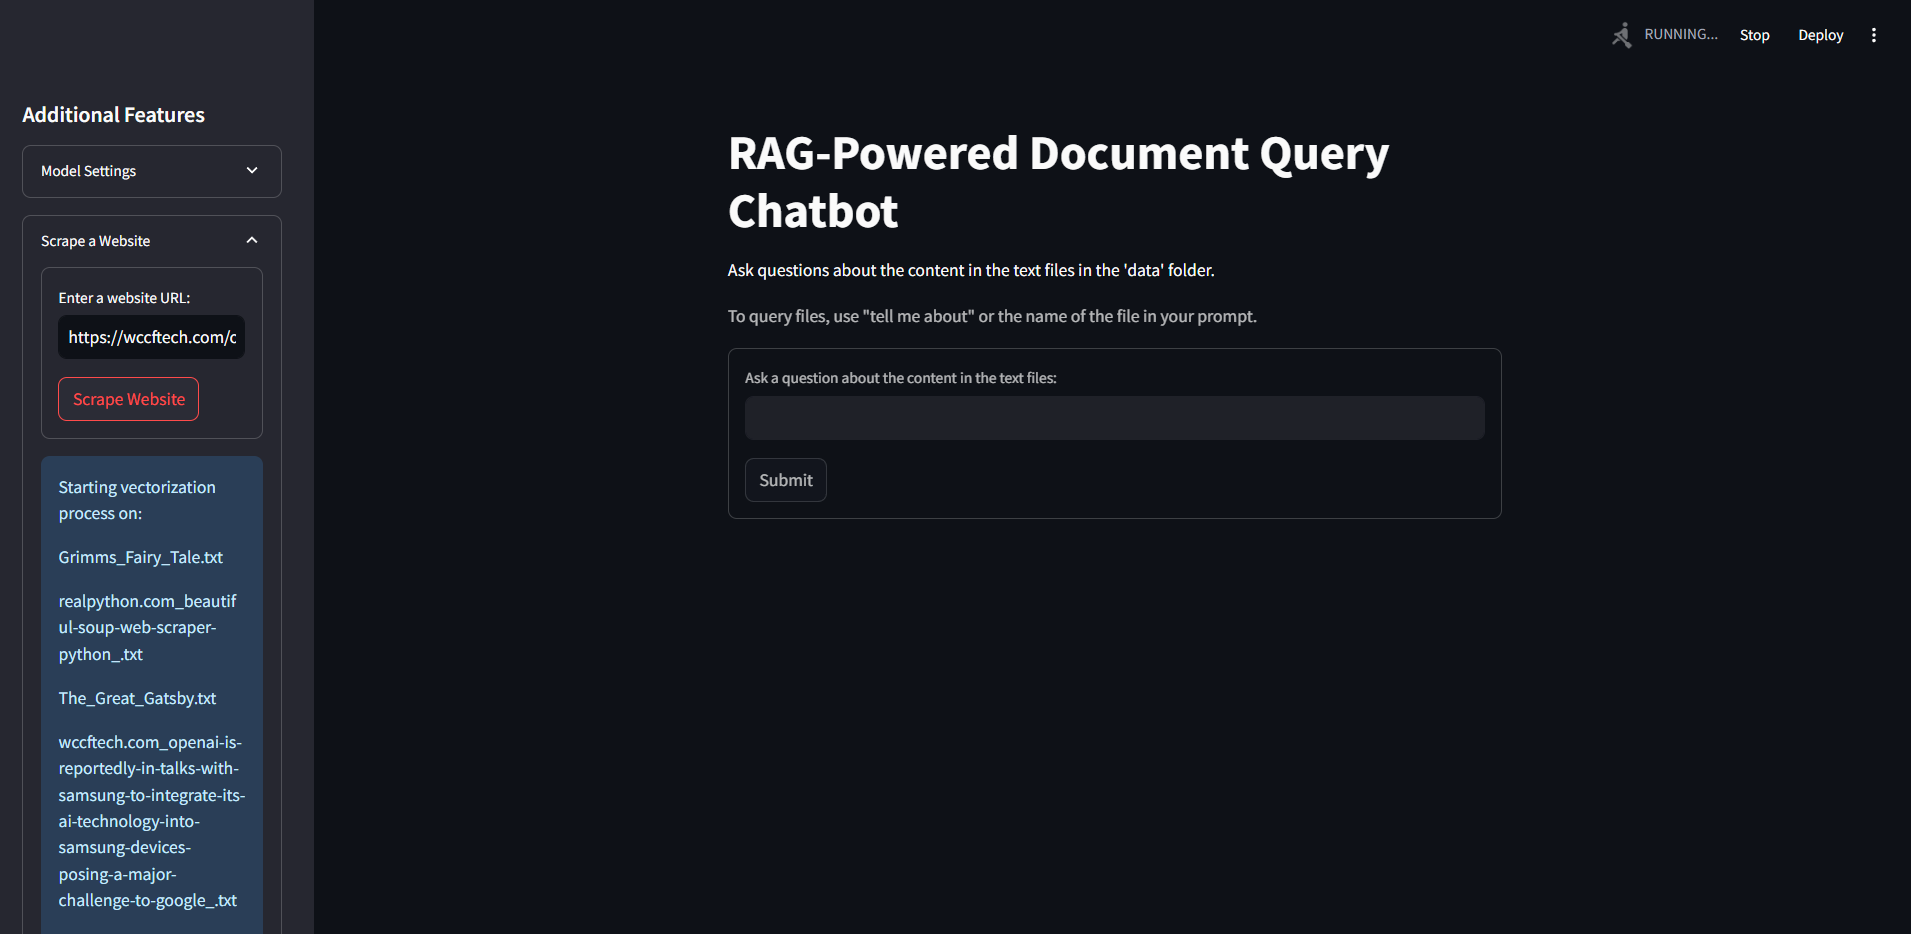 RUNNING...
Stop
Deploy
Additional Features
Model Settings
Scrape a Website
Enter a website URL:
https://wccftech.com/c
Scrape Website
Starting vectorization
process on:
Grimms_Fairy_Tale.txt
realpython.com_beautif
ul-soup-web-scraper-
python_.txt
The_Great_Gatsby.txt
wccftech.com_openai-is-
reportedly-in-talks-with-
samsung-to-integrate-its-
ai-technology-into-
samsung-devices-
posing-a-major-
challenge-to-google_.txt
RAG-Powered Document Query
Chatbot
Ask questions about the content in the text files in the 'data' folder.
To query files, use "tell me about" or the name of the file in your prompt.
Ask a question about the content in the text files:
Submit